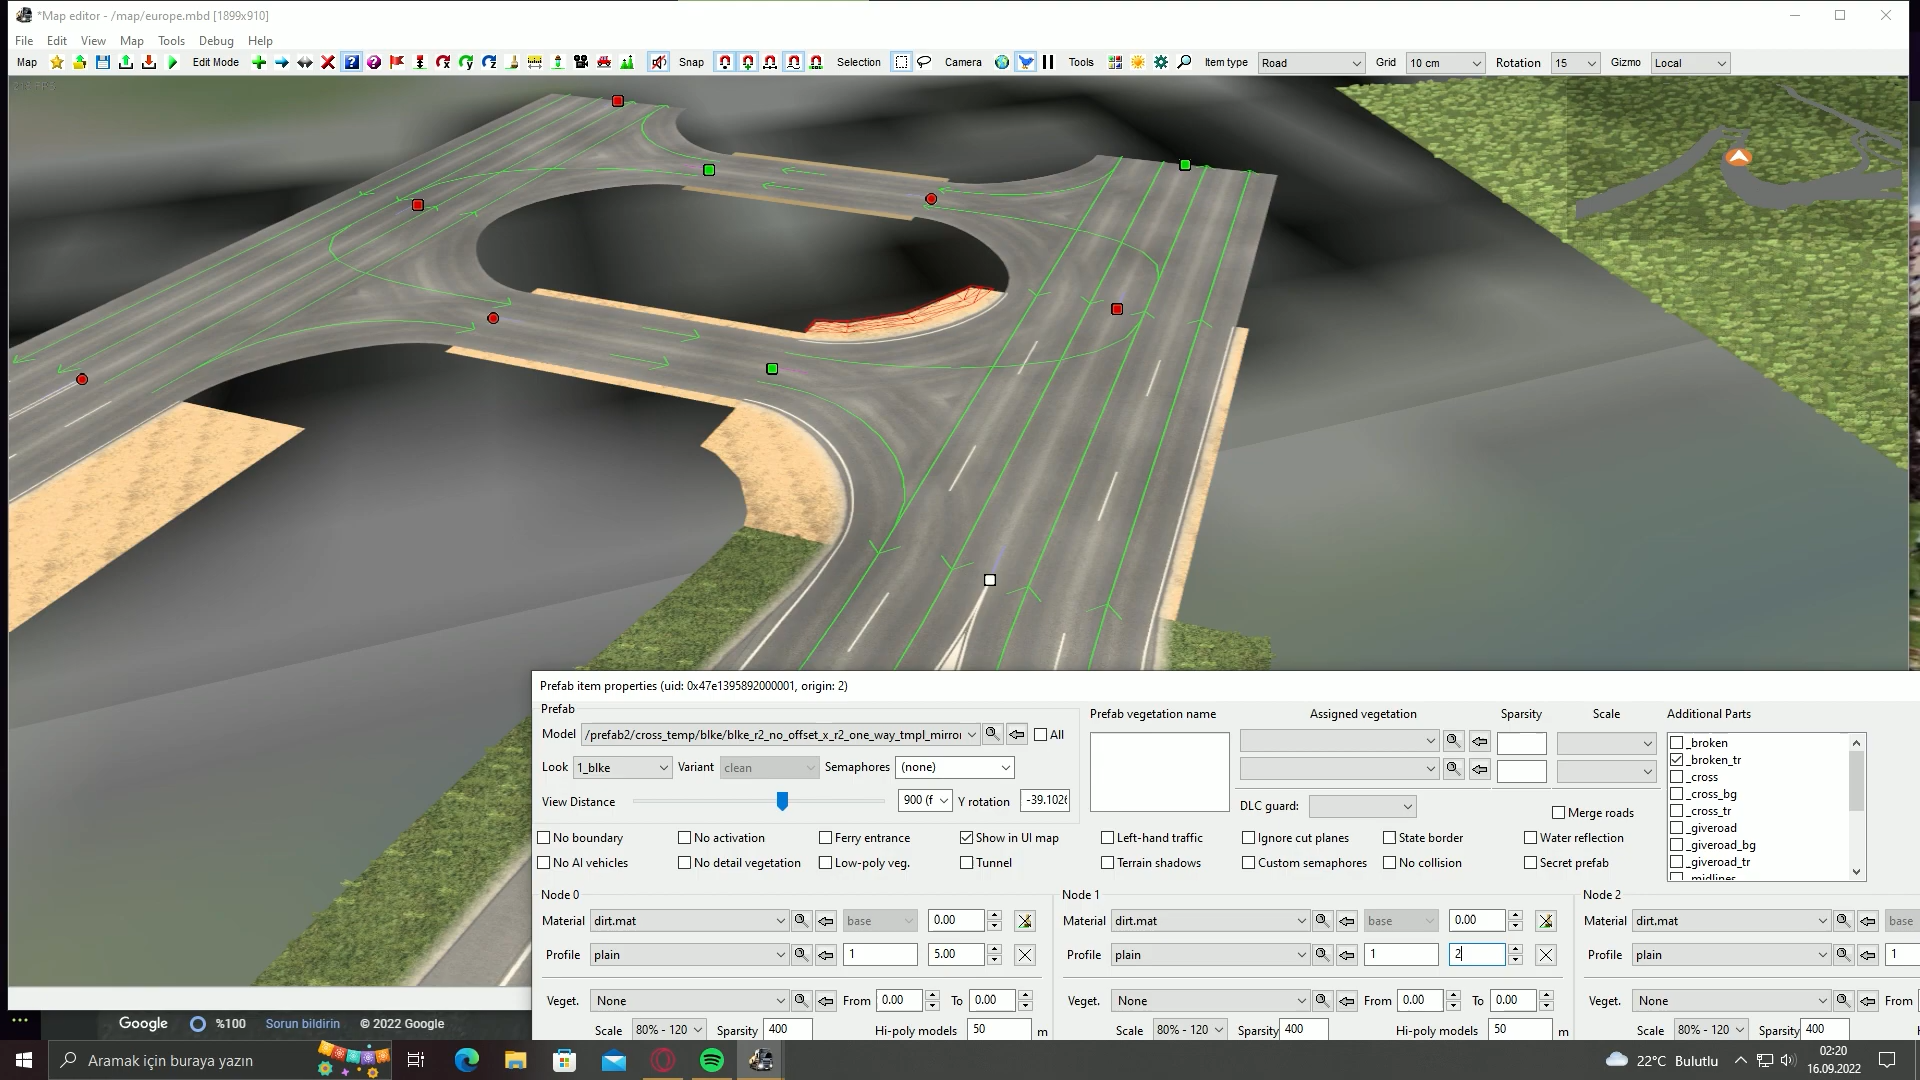 *Map editor - /map/europe.mbd [1899x910]
File Edit View Map Tools Debug Help
Map Edit Mode Snap Selection Camera Tools Item type Road Grid 10 cm Rotation 15 Gizmo Local
Prefab item properties (uid: 0x47e1395892000001, origin: 2)
Prefab
Model /prefab2/cross_temp/blke/blke_r2_no_offset_x_r2_one_way_tmpl_mirror All
Look 1_blke Variant clean Semaphores (none)
View Distance 900 (f Y rotation -39.1026
No boundary No activation Ferry entrance Show in UI map Left-hand traffic Ignore cut planes State border Water reflection
No AI vehicles No detail vegetation Low-poly veg. Tunnel Terrain shadows Custom semaphores No collision Secret prefab
Prefab vegetation name Assigned vegetation Sparsity Scale Additional Parts
DLC guard: Merge roads
_broken
_broken_tr
_cross
_cross_bg
_cross_tr
_giveroad
_giveroad_bg
_giveroad_tr
_midlines
Node 0 Node 1 Node 2
Material dirt.mat base 0.00 Material dirt.mat base 0.00 Material dirt.mat base
Profile plain 1 5.00 Profile plain 1 2 Profile plain 1
Veget. None From 0.00 To 0.00 Veget. None From 0.00 To 0.00 Veget. None From
Scale 80% - 120 Sparsity 400 Hi-poly models 50 m Scale 80% - 120 Sparsity 400 Hi-poly models 50 m Scale 80% - 120 Sparsity 400
Google %100 Sorun bildirin © 2022 Google
Aramak için buraya yazın 22°C Bulutlu 02:20
16.09.2022